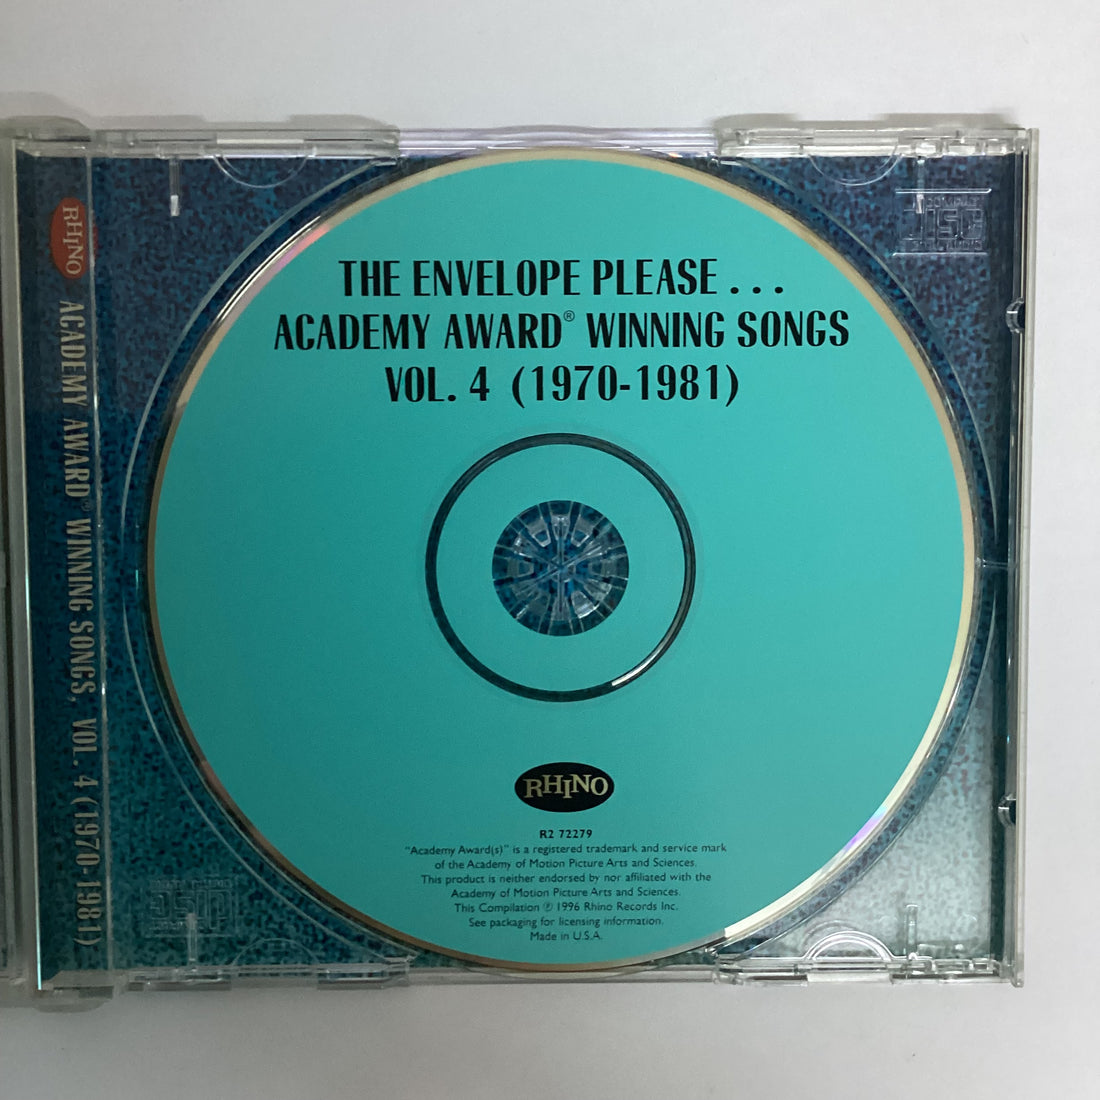 RHINO
ACADEMY AWARD® WINNING SONGS, VOL. 4 (1970-1981)
THE ENVELOPE PLEASE . . .
ACADEMY AWARD® WINNING SONGS
VOL. 4 (1970-1981)
RHINO
R2 72279
"Academy Award(s)" is a registered trademark and service mark
of the Academy of Motion Picture Arts and Sciences.
This product is neither endorsed by nor affiliated with the
Academy of Motion Picture Arts and Sciences.
This Compilation ℗ 1996 Rhino Records Inc.
See packaging for licensing information.
Made in U.S.A.
COMPACT
disc